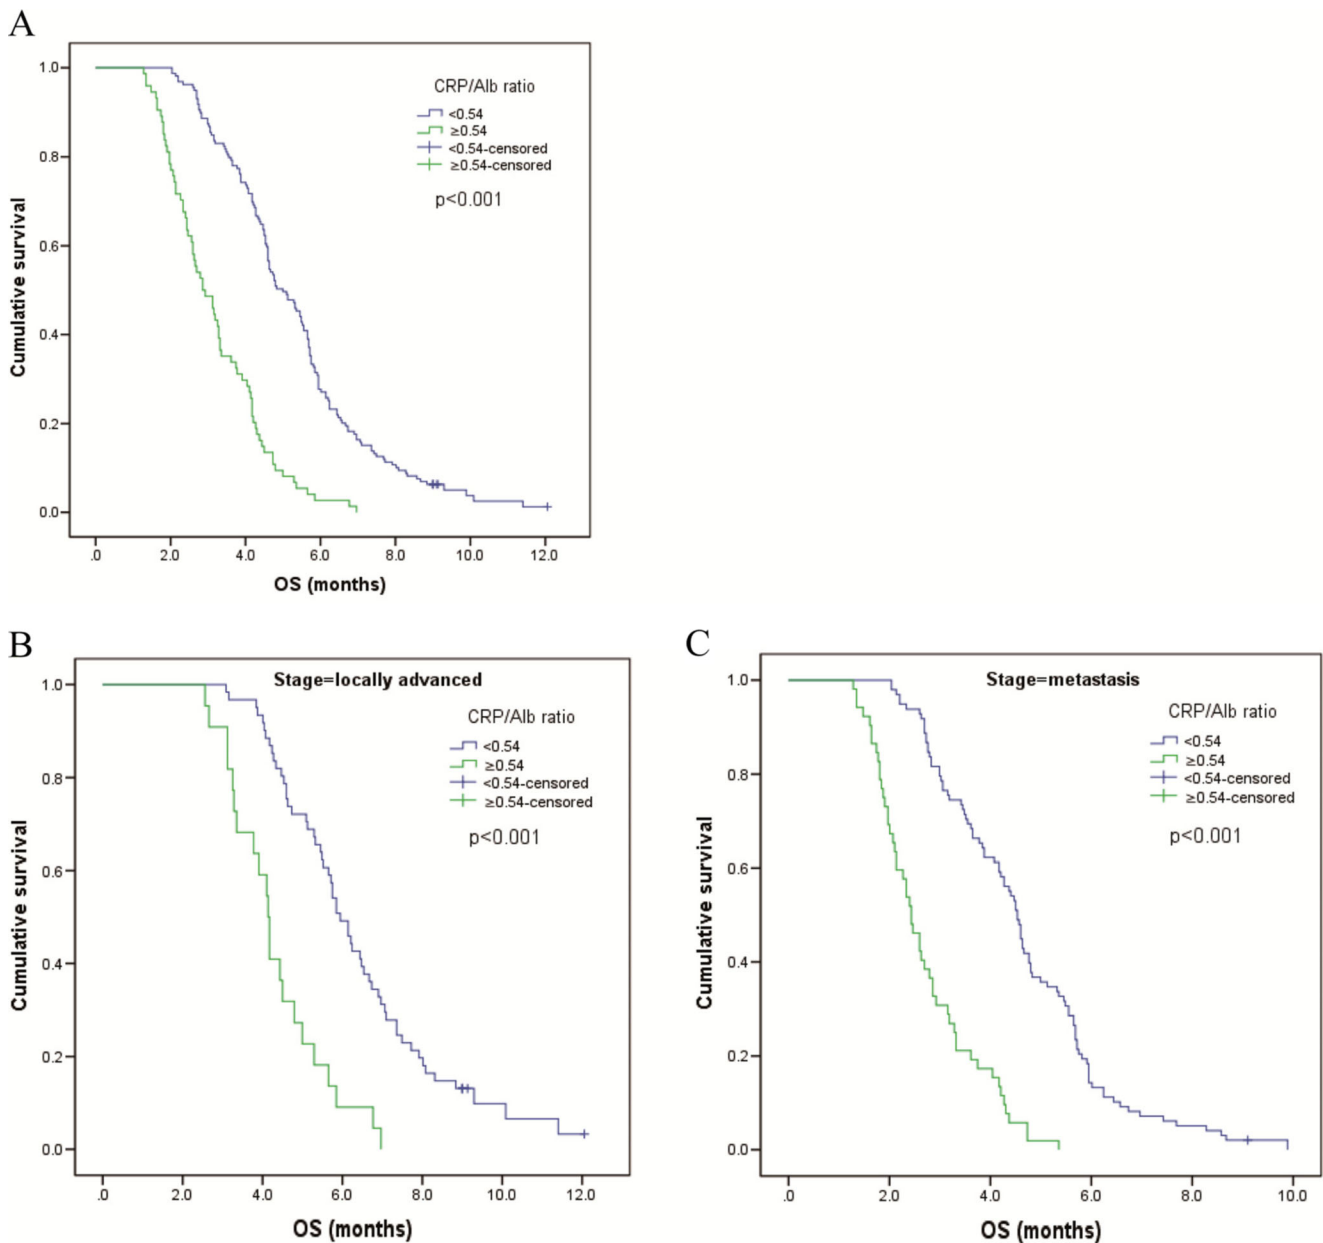 A
CRP/Alb ratio
<0.54
≥0.54
<0.54-censored
≥0.54-censored
p<0.001
Cumulative survival
1.0
0.8
0.6
0.4
0.2
0.0
.0 2.0 4.0 6.0 8.0 10.0 12.0
OS (months)
B
Stage=locally advanced
CRP/Alb ratio
<0.54
≥0.54
<0.54-censored
≥0.54-censored
p<0.001
Cumulative survival
1.0
0.8
0.6
0.4
0.2
0.0
.0 2.0 4.0 6.0 8.0 10.0 12.0
OS (months)
C
Stage=metastasis
CRP/Alb ratio
<0.54
≥0.54
<0.54-censored
≥0.54-censored
p<0.001
Cumulative survival
1.0
0.8
0.6
0.4
0.2
0.0
.0 2.0 4.0 6.0 8.0 10.0
OS (months)